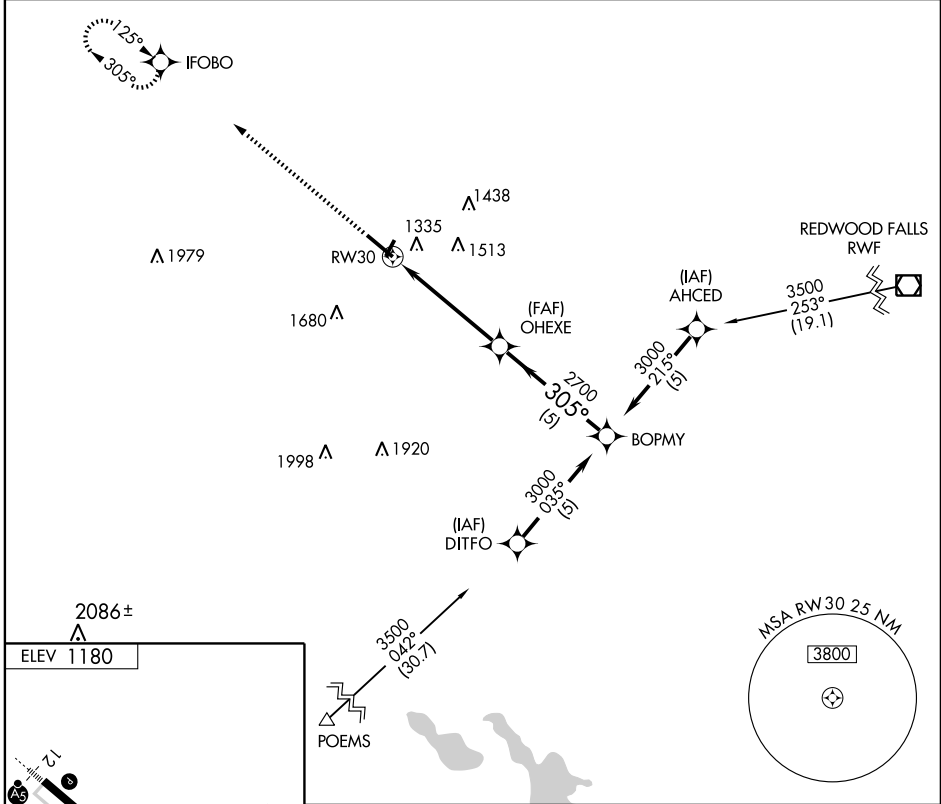 125°
305°
IFOBO
1438
1335
1513
RW30
1979
1680
REDWOOD FALLS
RWF
(IAF)
AHCED
3500
253°
(19.1)
(FAF)
OHEXE
3000
215°
(5)
2700
305°
(5)
BOPMY
1998
1920
3000
035°
(5)
(IAF)
DITFO
2086±
ELEV 1180
3500
042°
(30.7)
POEMS
MSA RW30 25 NM
3800
12
P
A5